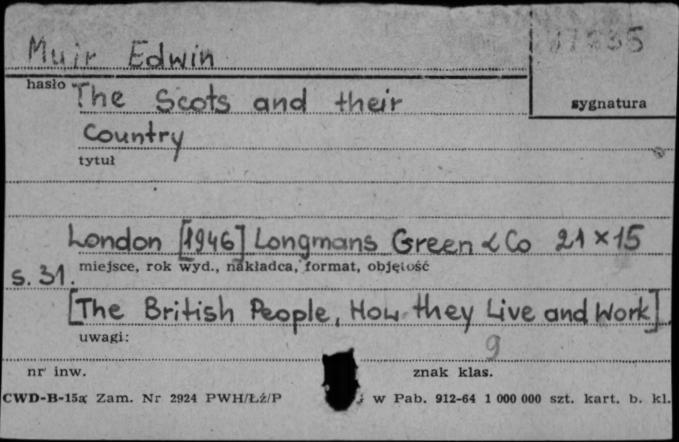 Muir Edwin
hasło
sygnatura
The Scots and their
Country
tytuł
London [1946] Longmans Green & Co 21 × 15
miejsce, rok wyd., nakładca, format, objętość
s. 31.
[The British People, How they Live and Work]
uwagi:
9
nr inw. znak klas.
CWD-B-15a Zam. Nr 2924 PWH/Łź/P w Pab. 912-64 1 000 000 szt. kart. b. kl.